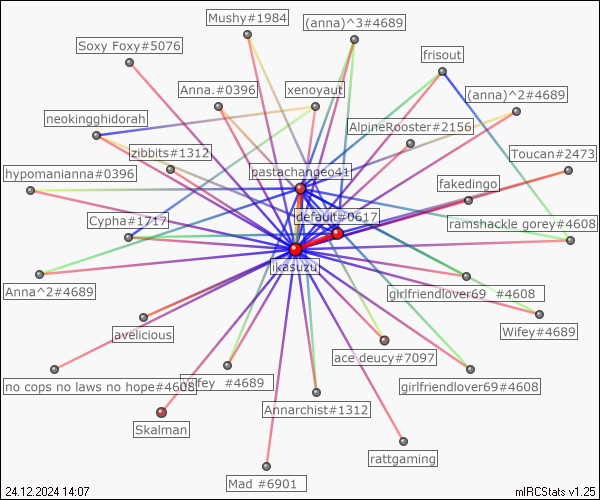 Mushy#1984
(anna)^3#4689
Soxy Foxy#5076
frisout
Anna.#0396
xenoyaut
(anna)^2#4689
neokingghidorah
AlpineRooster#2156
zibbits#1312
Toucan#2473
hypomanianna#0396
pastachangeo41
fakedingo
Cypha#1717
default#0617
ramshackle gorey#4608
ikasuzu
Anna^2#4689
girlfriendlover69 #4608
avelicious
Wifey#4689
ace deucy#7097
no cops no laws no hope#4608
#4689
girlfriendlover69#4608
Annarchist#1312
Skalman
rattgaming
Mad #6901
24.12.2024 14:07
mIRCStats v1.25